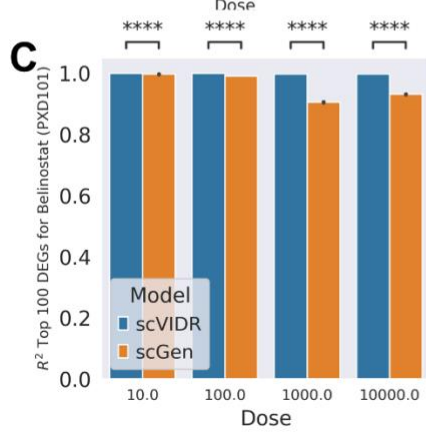 Dose
**** **** **** ****
C
R² Top 100 DEGs for Belinostat (PXD101)
1.0
0.8
0.6
0.4
0.2
0.0
Model
scVIDR
scGen
10.0 100.0 1000.0 10000.0
Dose